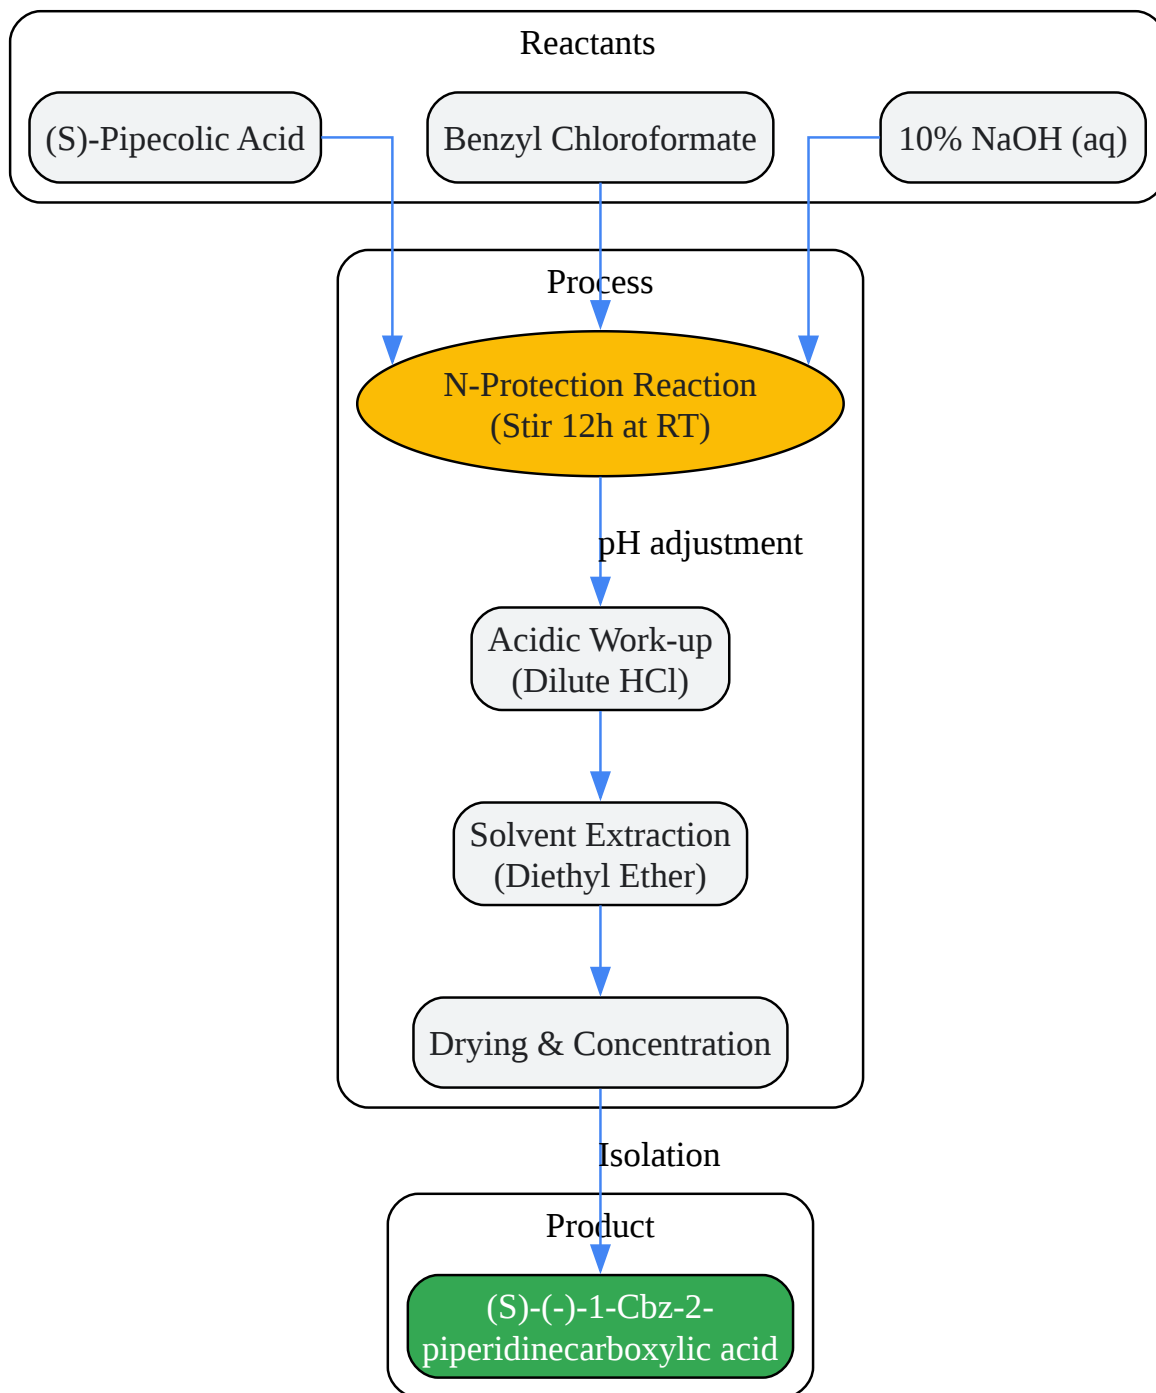 Reactants
(S)-Pipecolic Acid
Benzyl Chloroformate
10% NaOH (aq)
Process
N-Protection Reaction
(Stir 12h at RT)
pH adjustment
Acidic Work-up
(Dilute HCl)
Solvent Extraction
(Diethyl Ether)
Drying & Concentration
Isolation
Product
(S)-(-)-1-Cbz-2-
piperidinecarboxylic acid